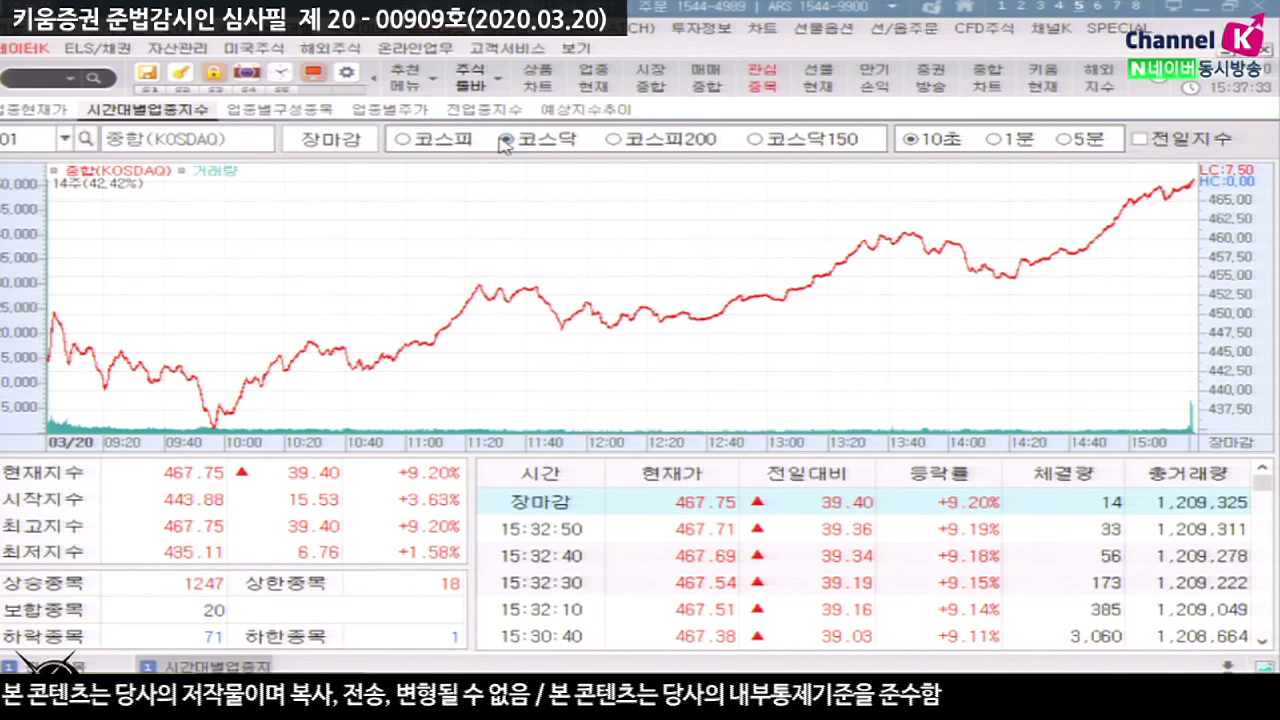 키움증권 준법감시인 심사필 제 20 - 00909호(2020.03.20)
주문 1544-4989 | ARS 1544-9900
1 2 3 4 5 6 7 8
투자정보 차트 선물옵션 선/옵주문 CFD주식 채널K SPECIAL
Channel K
ELS/채권 자산관리 미국주식 해외주식 온라인업무 고객서비스 보기
N 네이버 동시방송
추천 메뉴 주식 툴바 상품 차트 업종 현재 시장 종합 매매 종합 관심 종목 선물 현재 만기 손익 증권 방송 종합 차트 키움 현재 해외 지수
15:37:33
업종현재가 시간대별업종지수 업종별구성종목 업종별주가 전업종지수 예상지수추이
01 종합(KOSDAQ) 장마감 코스피 코스닥 코스피200 코스닥150 10초 1분 5분 전일지수
종합(KOSDAQ) 거래량
14주(42,42%)
LC:7,50
HC:0,00
465,00
462,50
460,00
457,50
455,00
452,50
450,00
447,50
445,00
442,50
440,00
437,50
03/20 09:20 09:40 10:00 10:20 10:40 11:00 11:20 11:40 12:00 12:20 12:40 13:00 13:20 13:40 14:00 14:20 14:40 15:00 장마감
현재지수 467.75 ▲ 39.40 +9.20%
시작지수 443.88 15.53 +3.63%
최고지수 467.75 39.40 +9.20%
최저지수 435.11 6.76 +1.58%
상승종목 1247 상한종목 18
보합종목 20
하락종목 71 하한종목 1
시간 현재가 전일대비 등락률 체결량 총거래량
장마감 467.75 ▲ 39.40 +9.20% 14 1,209,325
15:32:50 467.71 ▲ 39.36 +9.19% 33 1,209,311
15:32:40 467.69 ▲ 39.34 +9.18% 56 1,209,278
15:32:30 467.54 ▲ 39.19 +9.15% 173 1,209,222
15:32:10 467.51 ▲ 39.16 +9.14% 385 1,209,049
15:30:40 467.38 ▲ 39.03 +9.11% 3,060 1,208,664
1 시간대별업종지
본 콘텐츠는 당사의 저작물이며 복사, 전송, 변형될 수 없음 / 본 콘텐츠는 당사의 내부통제기준을 준수함